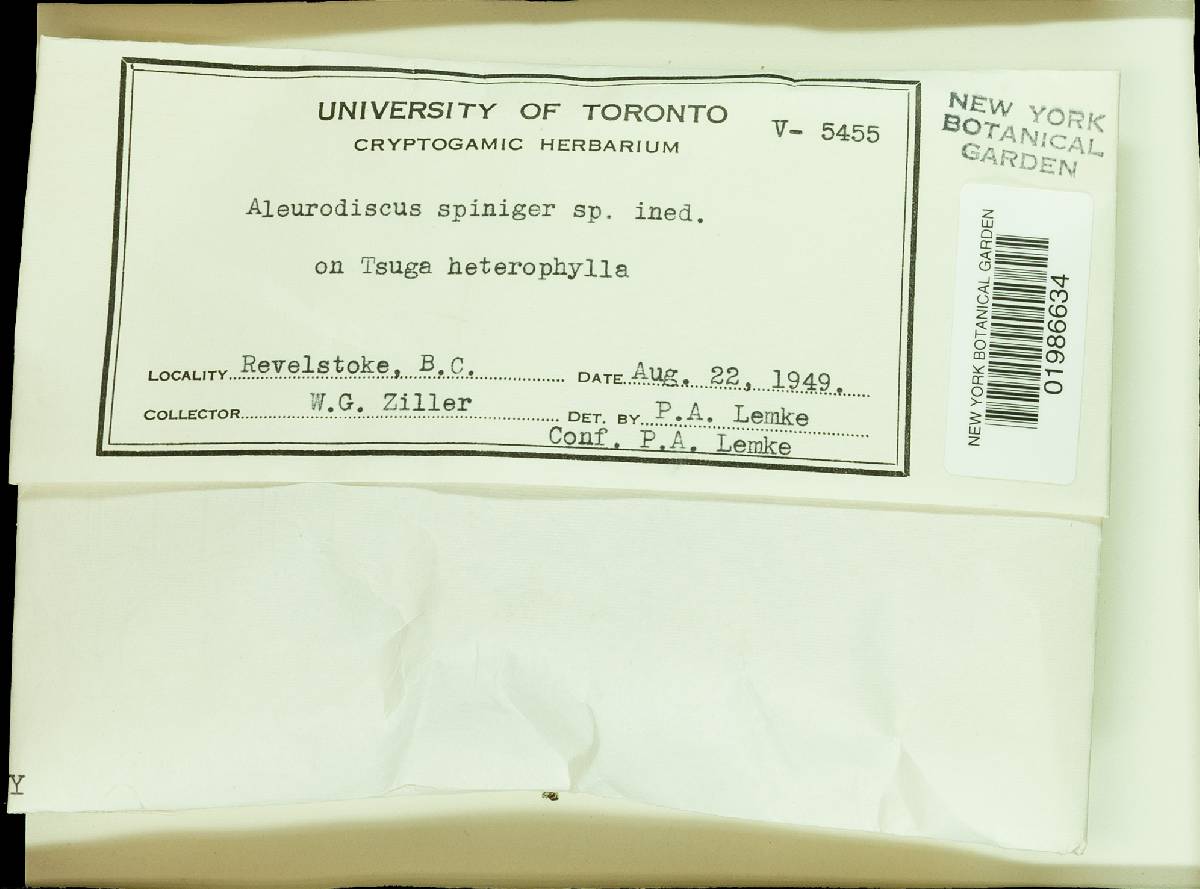 UNIVERSITY OF TORONTO
CRYPTOGAMIC HERBARIUM
V- 5455
Aleurodiscus spiniger sp. ined.
on Tsuga heterophylla
LOCALITY Revelstoke, B.C. DATE Aug. 22, 1949.
COLLECTOR W.G. Ziller DET. BY P.A. Lemke
Conf. P.A. Lemke
NEW YORK
BOTANICAL
GARDEN
NEW YORK BOTANICAL GARDEN
01986634
Y